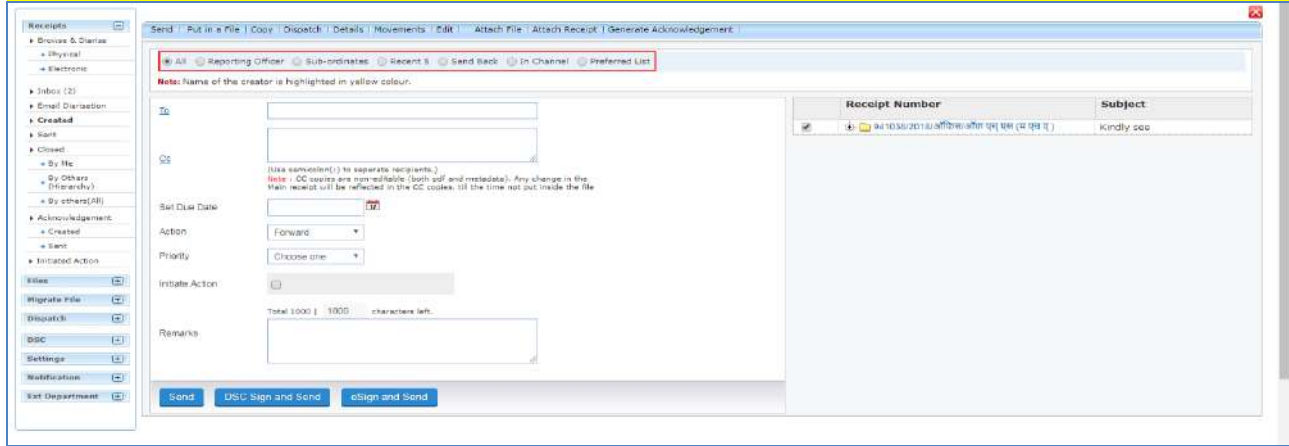 Receipts
Browse & Diarise
Physical
Electronic
Inbox (2)
Email Diarisation
Created
Sent
Closed
By Me
By Others
(Hierarchy)
By others(All)
Acknowledgement
Created
Sent
Initiated Action
Files
Migrate File
Dispatch
DSC
Settings
Notification
Ext Department
Send | Put in a File | Copy | Dispatch | Details | Movements | Edit | Attach File | Attach Receipt | Generate Acknowledgement |
All Reporting Officer Sub-ordinates Recent 5 Send Back In Channel Preferred List
Note: Name of the creator is highlighted in yellow colour.
To
Cc
(Use semicolon(;) to seperate recipients.)
Note : CC copies are non-editable (both pdf and metadata). Any change in the
Main receipt will be reflected in the CC copies, till the time not put inside the file
Set Due Date
Action Forward
Priority Choose one
Initiate Action
Total 1000 | 1000 characters left.
Remarks
Send DSC Sign and Send eSign and Send
Receipt Number Subject
Kindly see